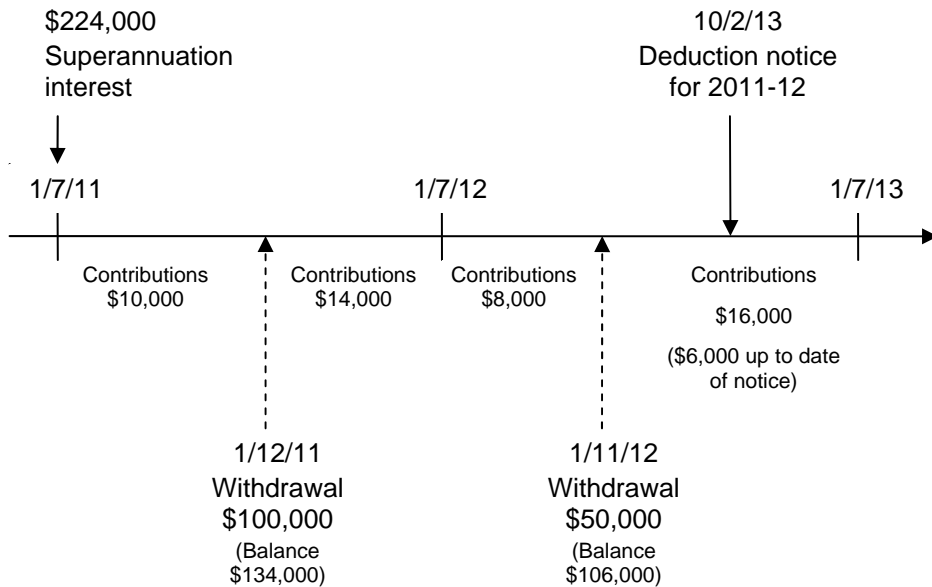 $224,000
Superannuation
interest
10/2/13
Deduction notice
for 2011-12
1/7/11
1/7/12
1/7/13
Contributions
$10,000
Contributions
$14,000
Contributions
$8,000
Contributions
$16,000
($6,000 up to date
of notice)
1/12/11
Withdrawal
$100,000
(Balance
$134,000)
1/11/12
Withdrawal
$50,000
(Balance
$106,000)